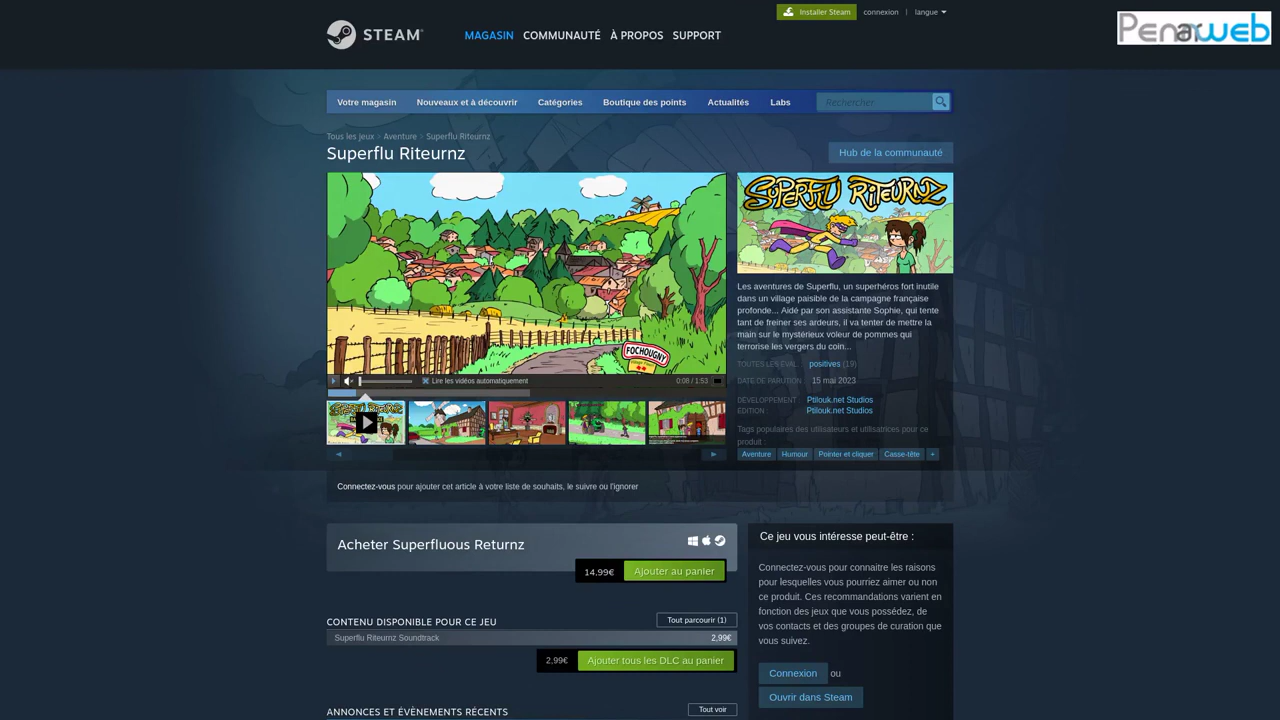 Installer Steam
connexion | langue
PenArweb
STEAM®
MAGASIN COMMUNAUTÉ À PROPOS SUPPORT
Votre magasin Nouveaux et à découvrir Catégories Boutique des points Actualités Labs Rechercher
Tous les jeux > Aventure > Superflu Riteurnz
Superflu Riteurnz
Hub de la communauté
SUPERFLU RITEURNZ
FOCHOUGNY
Lire les vidéos automatiquement
0:08 / 1:53
Les aventures de Superflu, un superhéros fort inutile
dans un village paisible de la campagne française
profonde... Aidé par son assistante Sophie, qui tente
tant de freiner ses ardeurs, il va tenter de mettre la
main sur le mystérieux voleur de pommes qui
terrorise les vergers du coin...
TOUTES LES ÉVAL. : positives (19)
DATE DE PARUTION : 15 mai 2023
DÉVELOPPEMENT : Ptilouk.net Studios
ÉDITION : Ptilouk.net Studios
Tags populaires des utilisateurs et utilisatrices pour ce
produit :
Aventure Humour Pointer et cliquer Casse-tête +
Connectez-vous pour ajouter cet article à votre liste de souhaits, le suivre ou l'ignorer
Acheter Superfluous Returnz
14,99€ Ajouter au panier
CONTENU DISPONIBLE POUR CE JEU
Tout parcourir (1)
Superflu Riteurnz Soundtrack 2,99€
2,99€ Ajouter tous les DLC au panier
ANNONCES ET ÉVÈNEMENTS RÉCENTS
Tout voir
Ce jeu vous intéresse peut-être :
Connectez-vous pour connaitre les raisons
pour lesquelles vous pourriez aimer ou non
ce produit. Ces recommandations varient en
fonction des jeux que vous possédez, de
vos contacts et des groupes de curation que
vous suivez.
Connexion ou
Ouvrir dans Steam